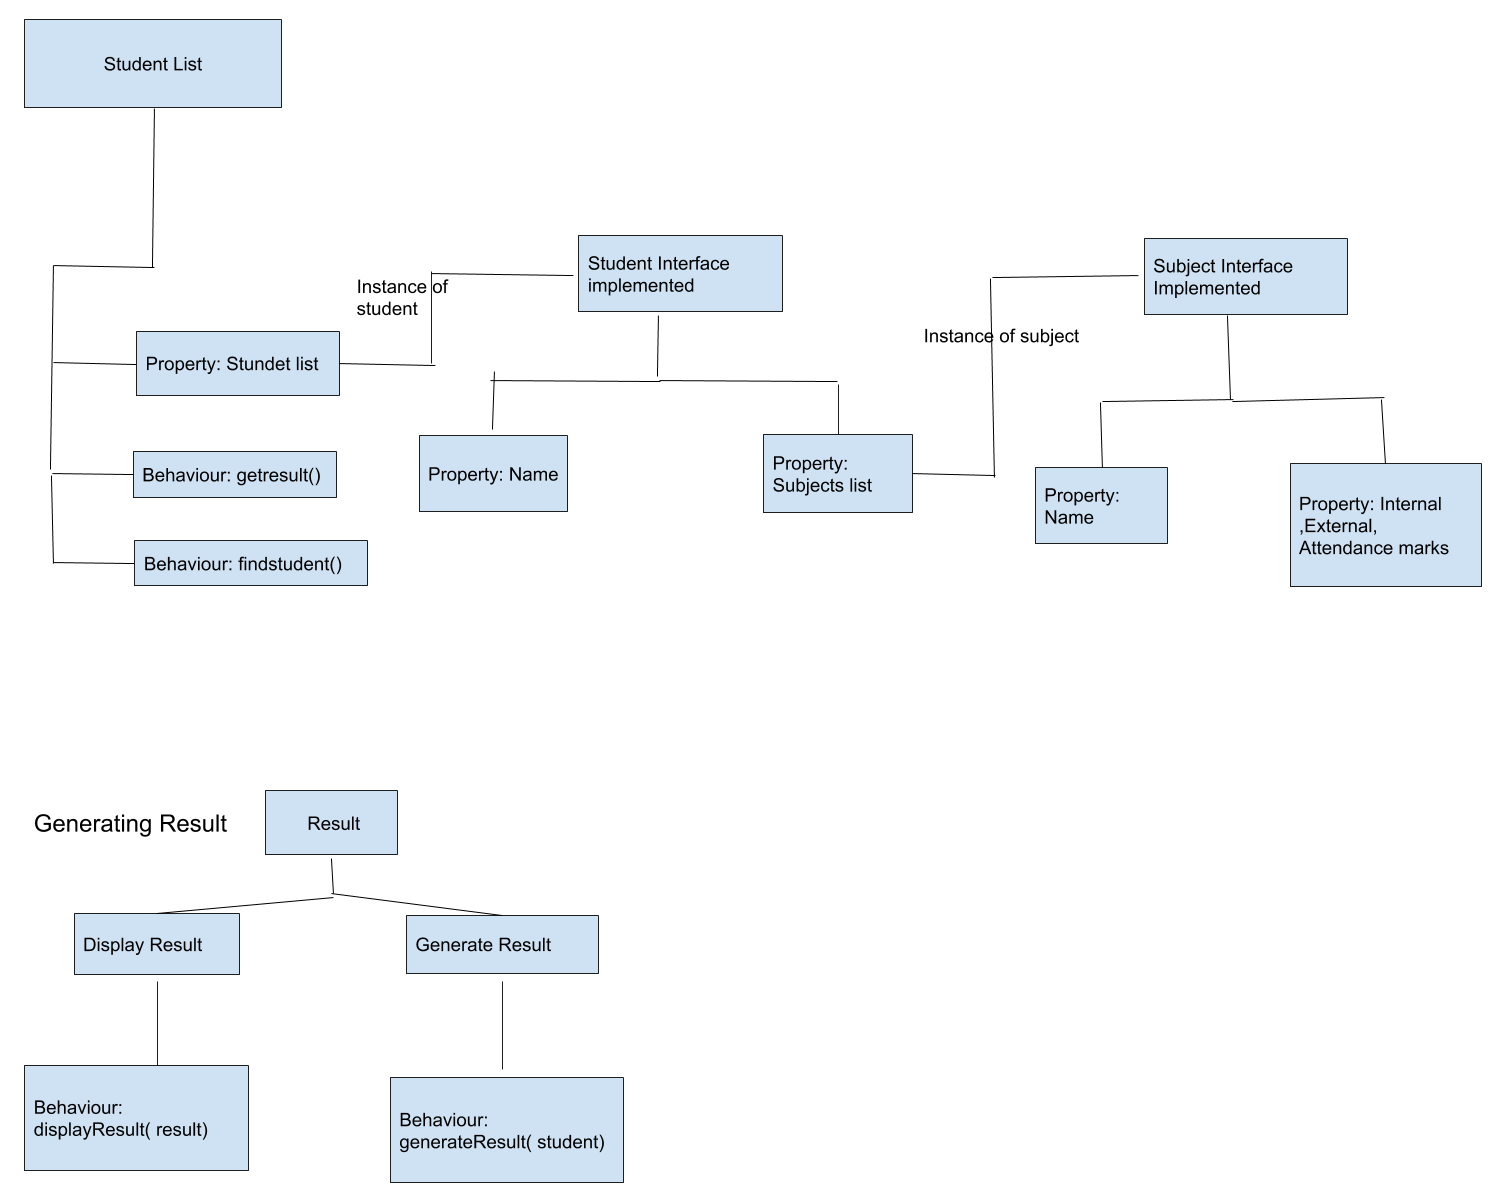 Student List
Instance of
student
Student Interface
implemented
Subject Interface
Implemented
Instance of subject
Property: Stundet list
Behaviour: getresult()
Behaviour: findstudent()
Property: Name
Property:
Subjects list
Property:
Name
Property: Internal
,External,
Attendance marks
Generating Result
Result
Display Result
Generate Result
Behaviour:
displayResult( result)
Behaviour:
generateResult( student)